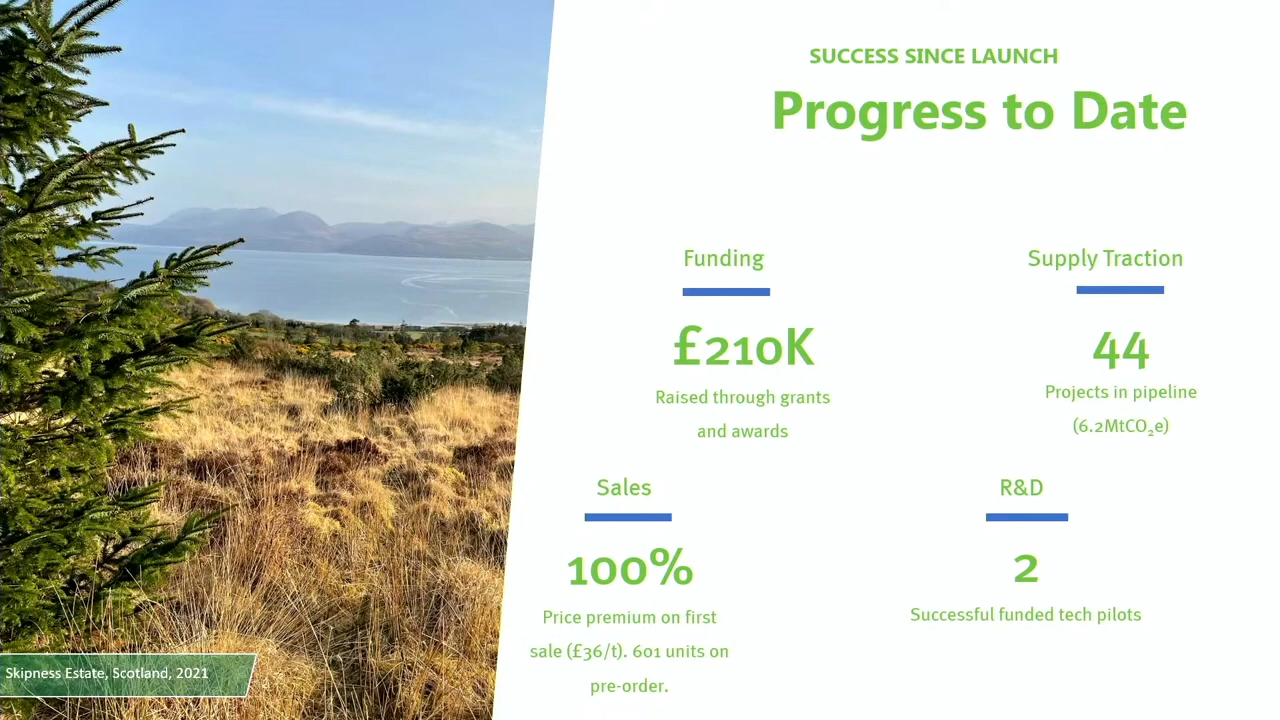 SUCCESS SINCE LAUNCH
Progress to Date
Funding
£210K
Raised through grants
and awards
Supply Traction
44
Projects in pipeline
(6.2MtCO₂e)
Sales
100%
Price premium on first
sale (£36/t). 601 units on
pre-order.
R&D
2
Successful funded tech pilots
Skipness Estate, Scotland, 2021